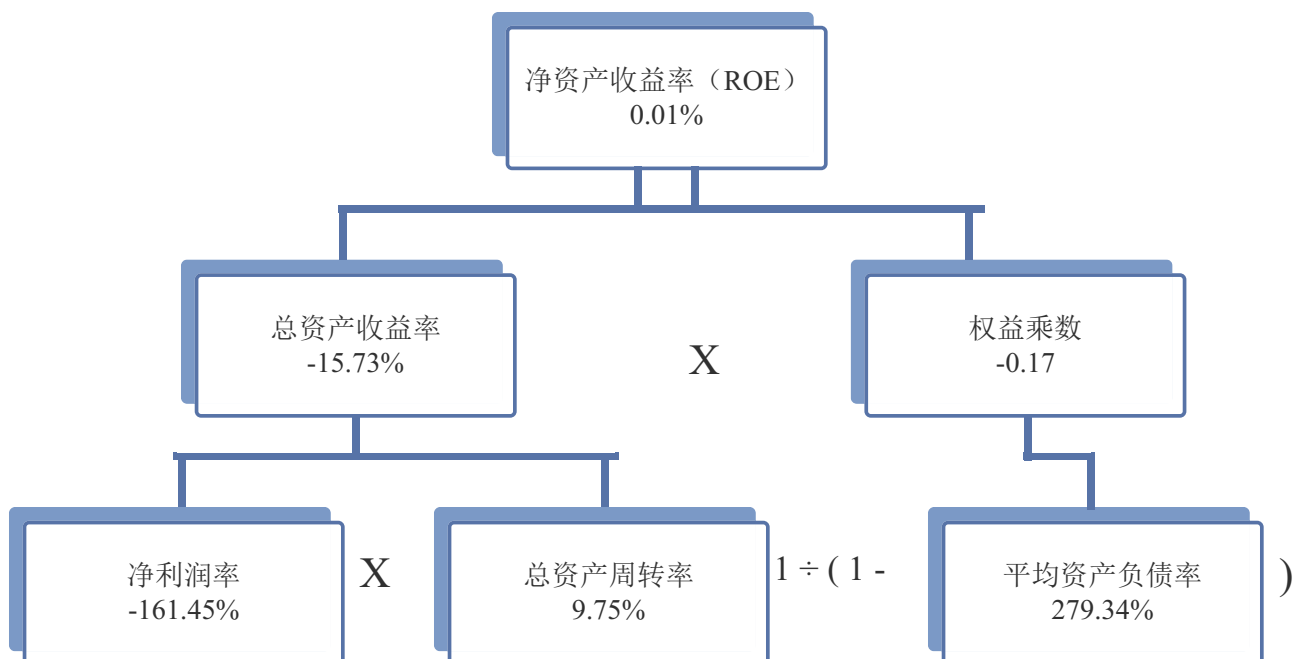 净资产收益率（ROE）
0.01%
总资产收益率
-15.73%
X
权益乘数
-0.17
净利润率
-161.45%
X
总资产周转率
9.75%
1 ÷ ( 1 -
平均资产负债率
279.34%
)